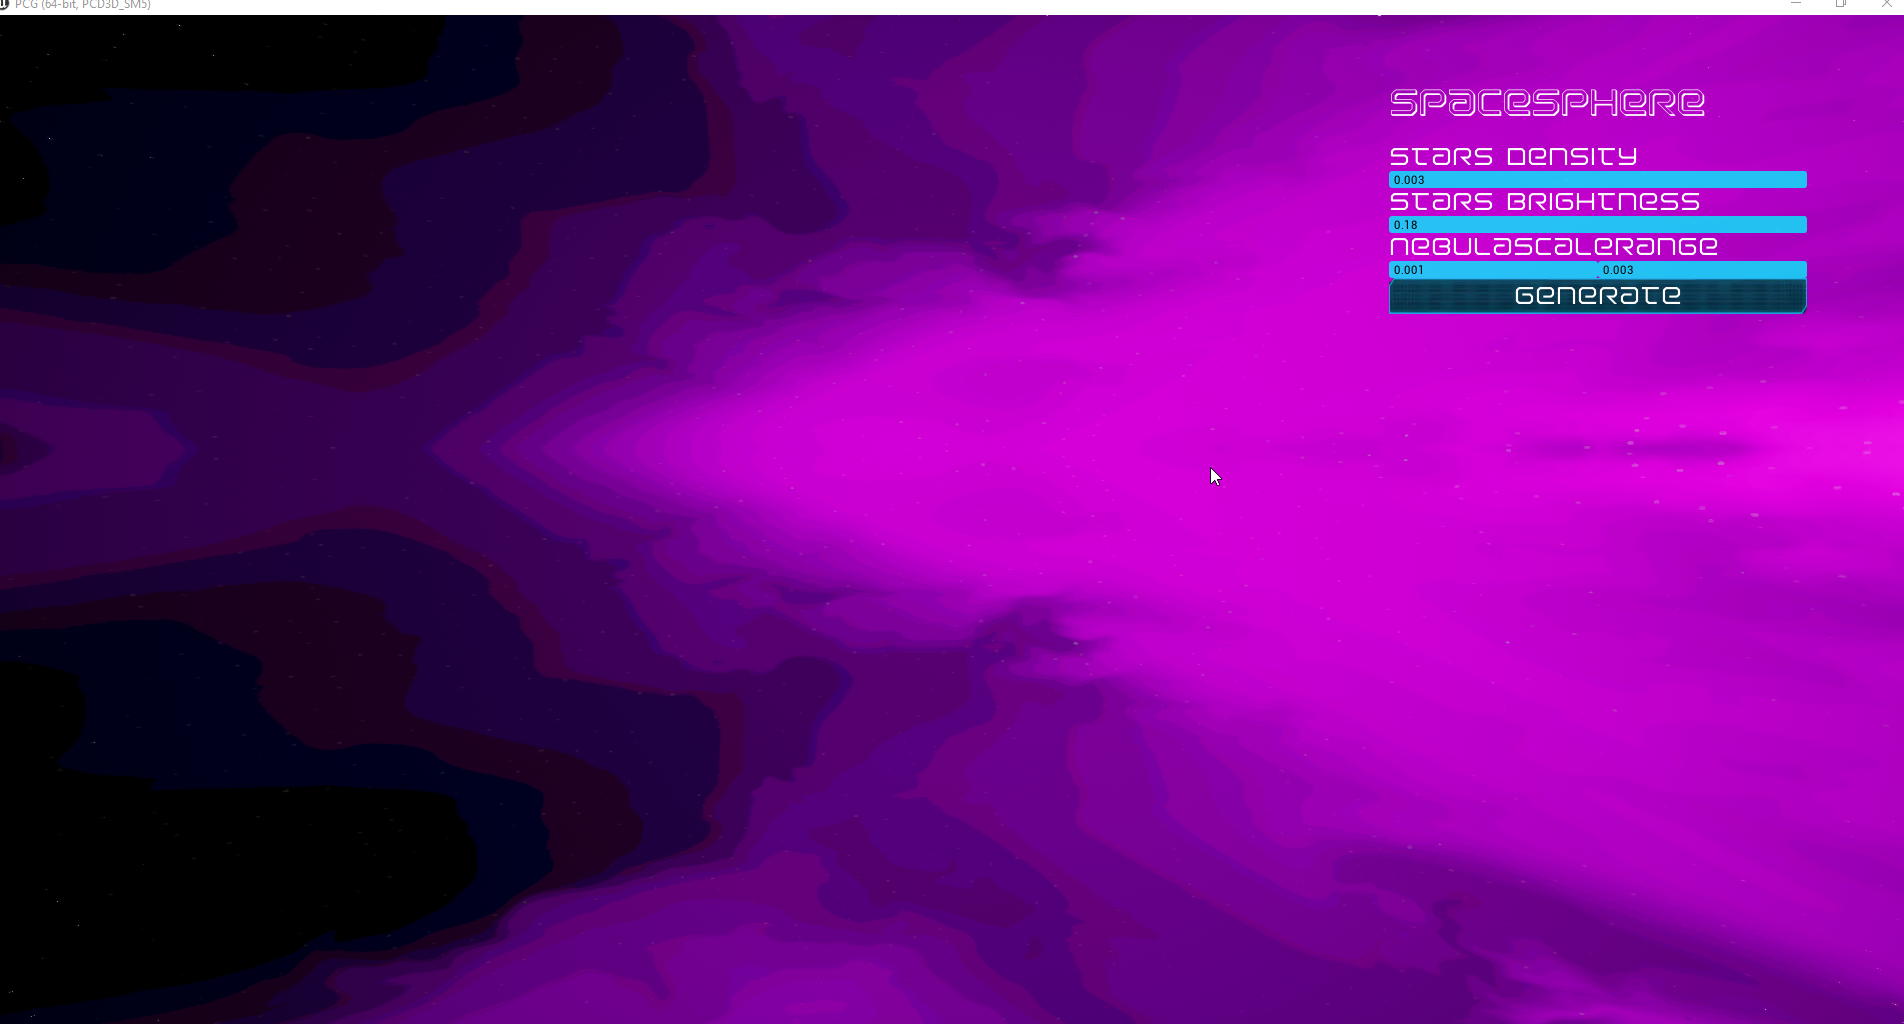 PCG (64-bit, PCD3D_SM5)
SPACESPHERE
STARS DENSITY
0.003
STARS BRIGHTNESS
0.18
NEBULASCALERANGE
0.001 0.003
GENERATE